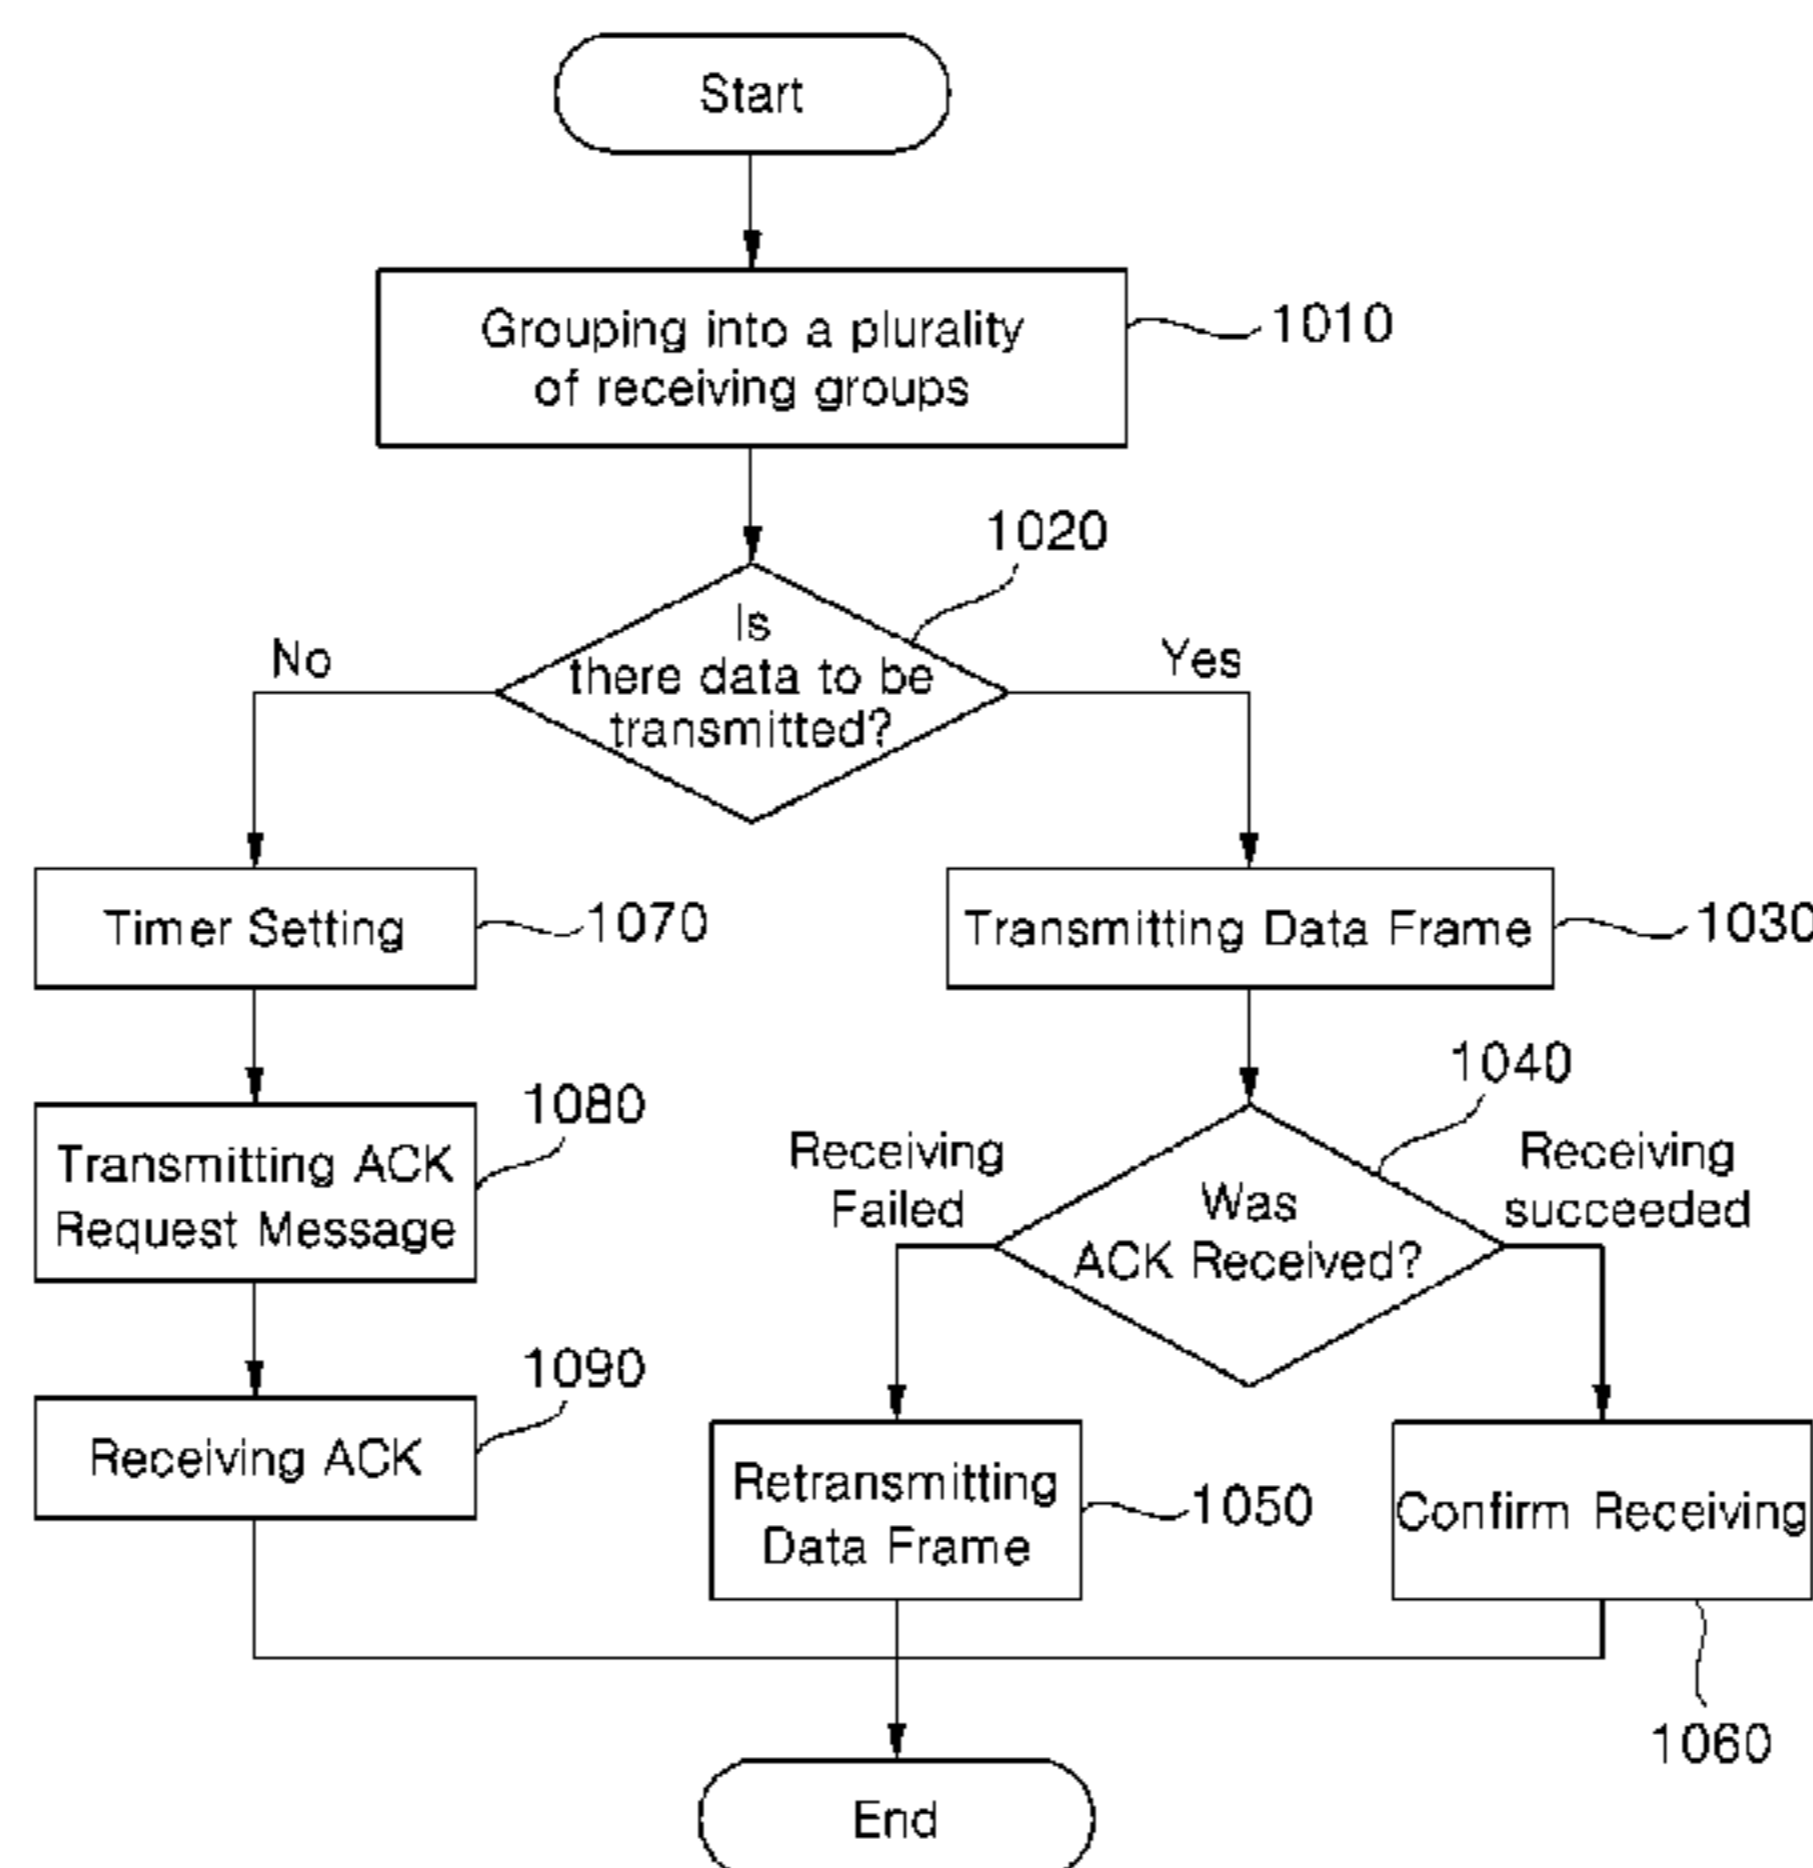 Start
Grouping into a plurality
of receiving groups
1010
1020
Is
there data to be
transmitted?
No
Yes
Timer Setting
1070
Transmitting Data Frame
1030
1040
1080
Transmitting ACK
Request Message
Receiving
Failed
Was
ACK Received?
Receiving
succeeded
1090
Receiving ACK
Retransmitting
Data Frame
1050
Confirm Receiving
1060
End